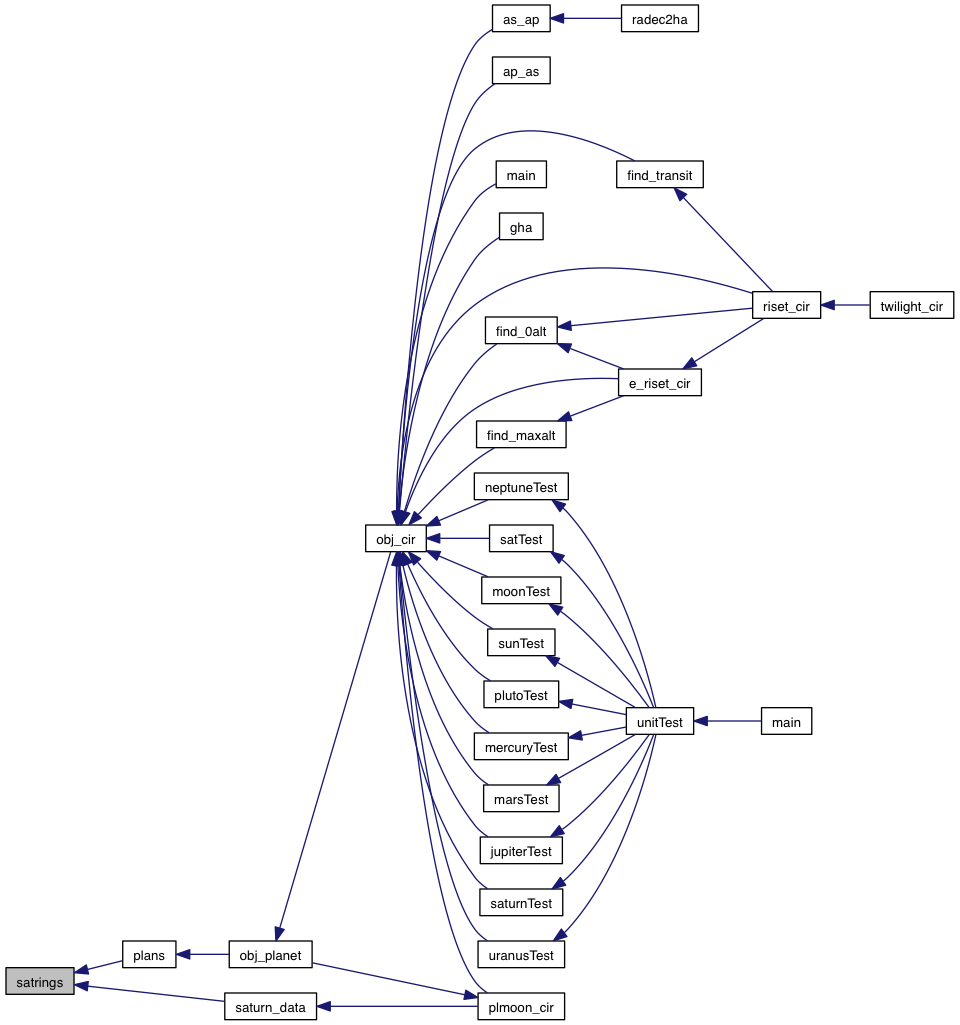 as_ap
radec2ha
ap_as
main
find_transit
gha
riset_cir
twilight_cir
find_0alt
e_riset_cir
find_maxalt
neptuneTest
obj_cir
satTest
moonTest
sunTest
plutoTest
unitTest
main
mercuryTest
marsTest
jupiterTest
saturnTest
plans
obj_planet
uranusTest
satrings
saturn_data
plmoon_cir